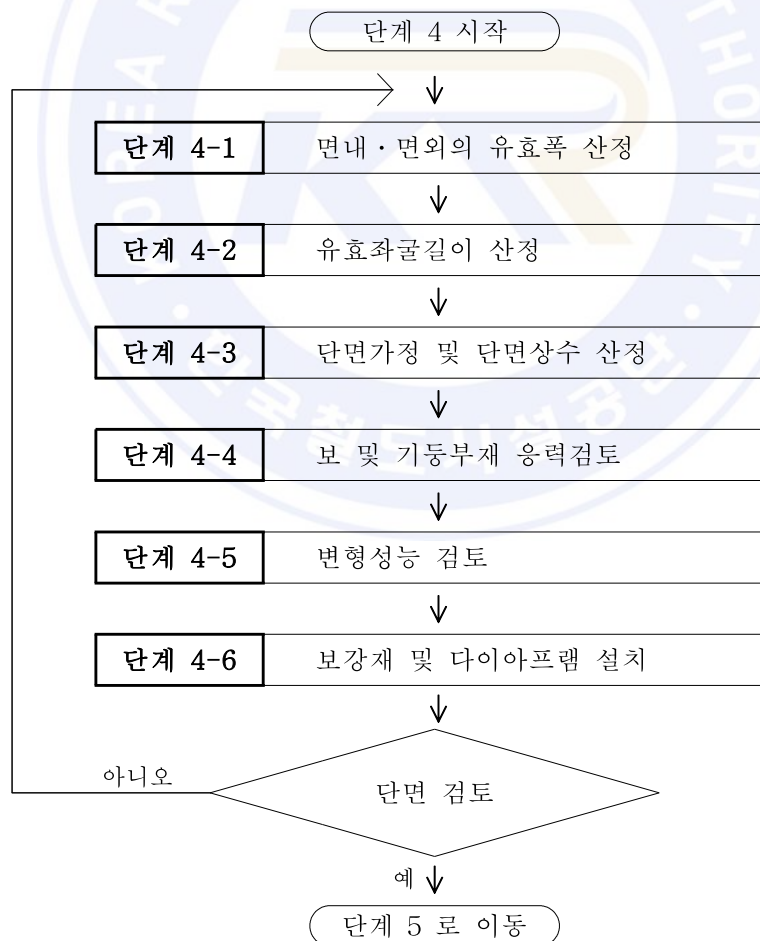 단계 4 시작
단계 4-1 면내·면외의 유효폭 산정
단계 4-2 유효좌굴길이 산정
단계 4-3 단면가정 및 단면상수 산정
단계 4-4 보 및 기둥부재 응력검토
단계 4-5 변형성능 검토
단계 4-6 보강재 및 다이아프램 설치
아니오
단면 검토
예
단계 5 로 이동